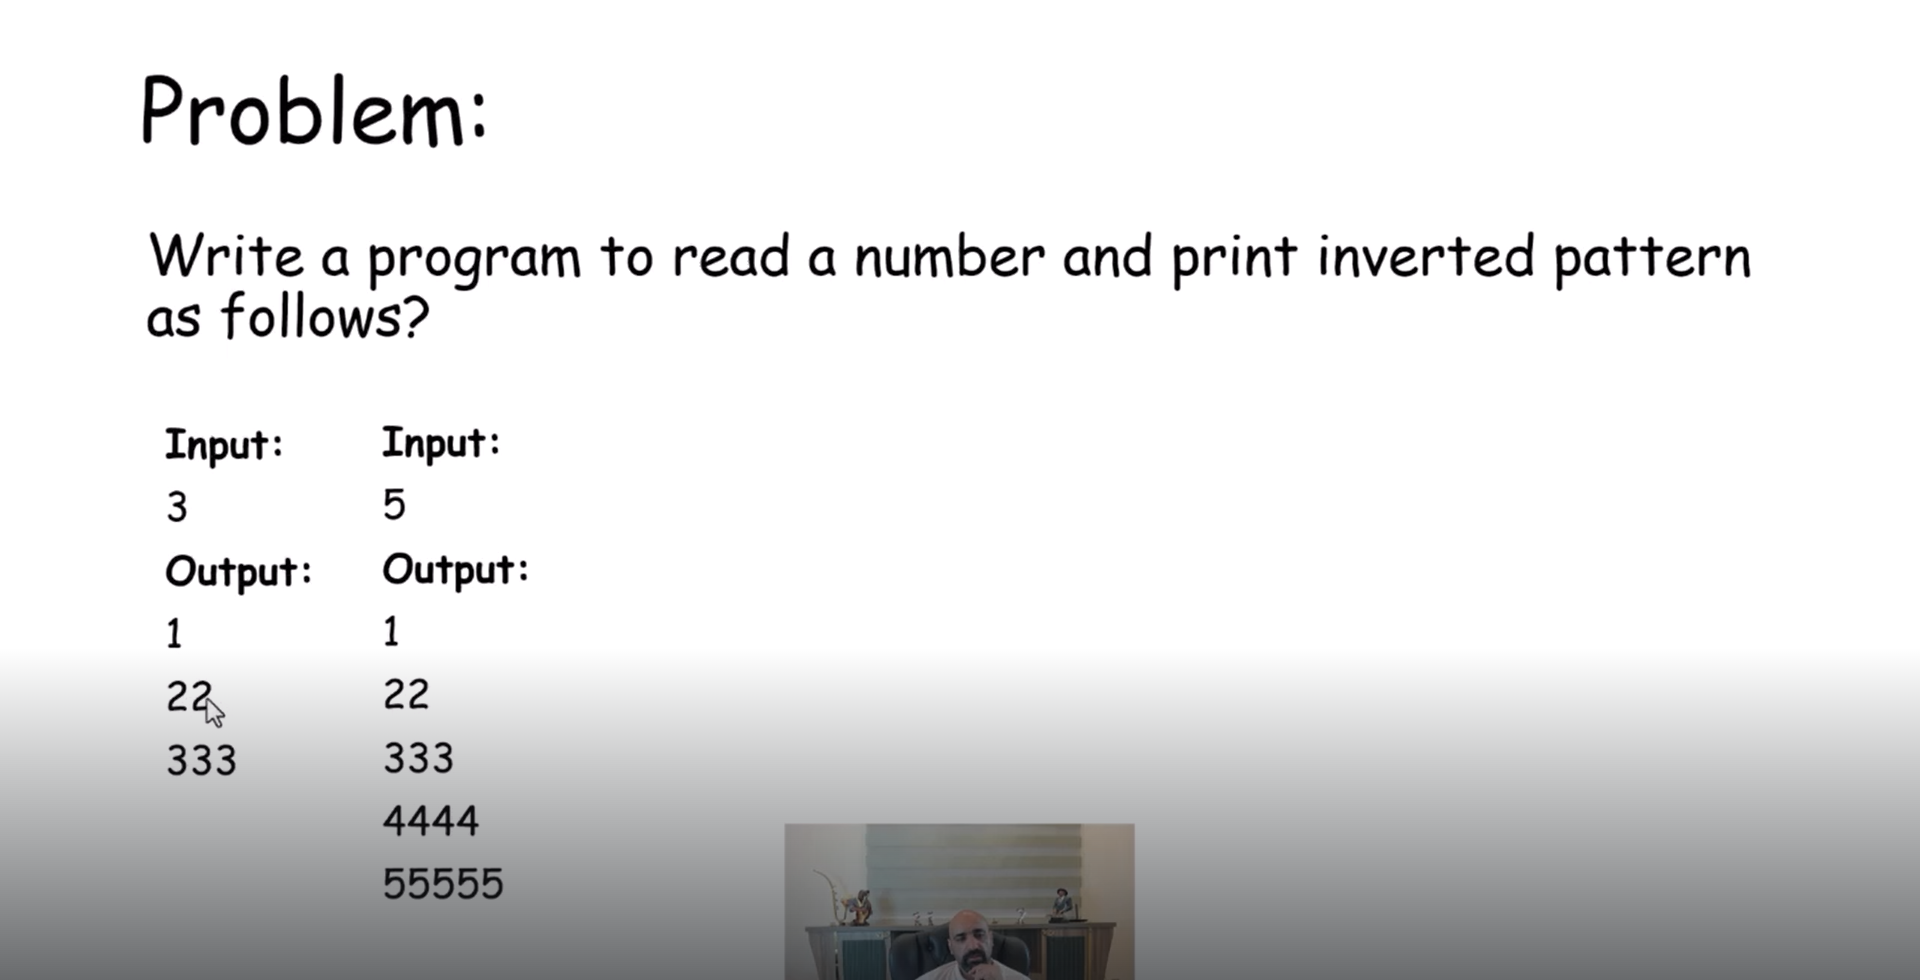 Problem:
Write a program to read a number and print inverted pattern
as follows?
Input:
3
Output:
1
22
333
Input:
5
Output:
1
22
333
4444
55555